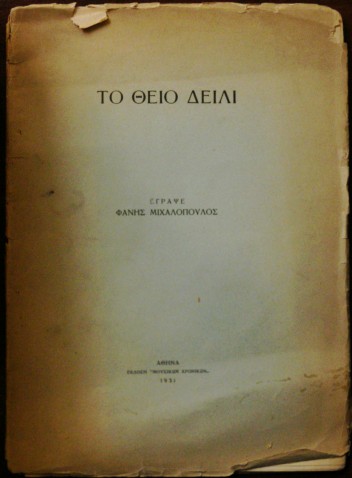 ΤΟ ΘΕΙΟ ΔΕΙΛΙ
ΕΓΡΑΨΕ
ΦΑΝΗΣ ΜΙΧΑΛΟΠΟΥΛΟΣ
ΑΘΗΝΑ
ΕΚΔΟΣΗ "ΜΟΥΣΙΚΩΝ ΧΡΟΝΙΚΩΝ„
1931